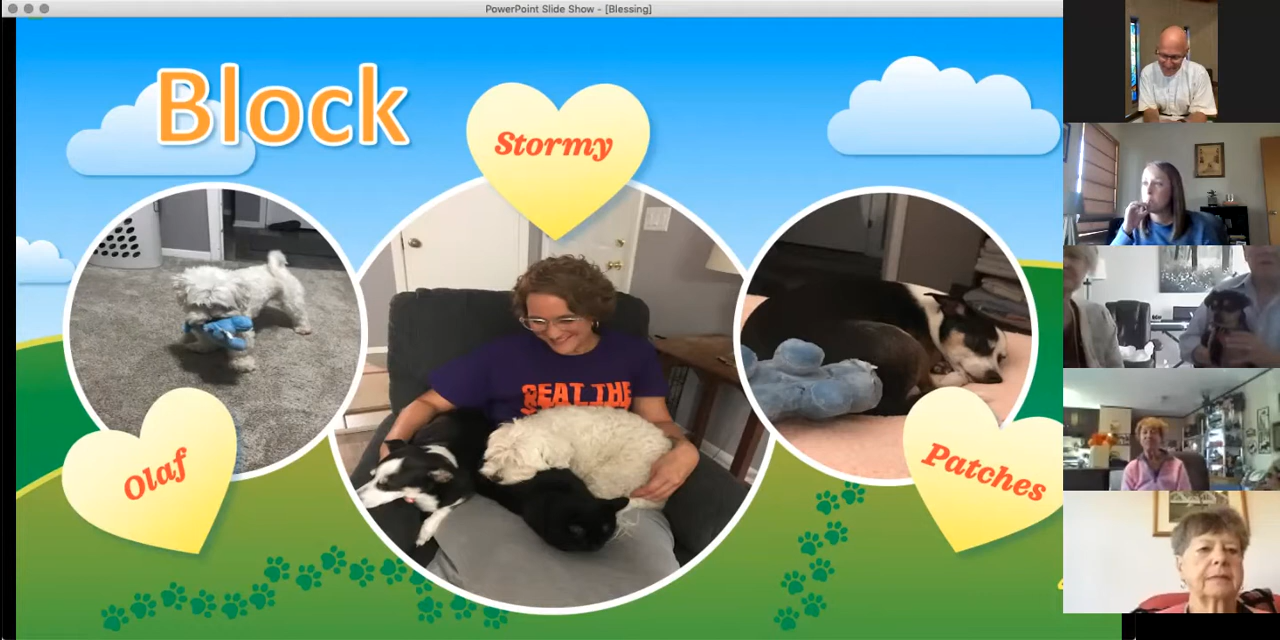 PowerPoint Slide Show - [Blessing]
Block
Stormy
Olaf
BEAT THE
Patches